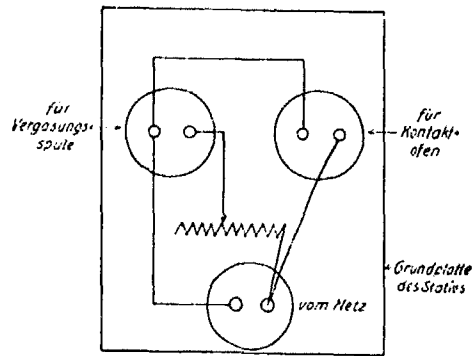 für
Vergasungs-
spule
für
Kontakt-
ofen
vom Netz
Grundplatte
des Stativs